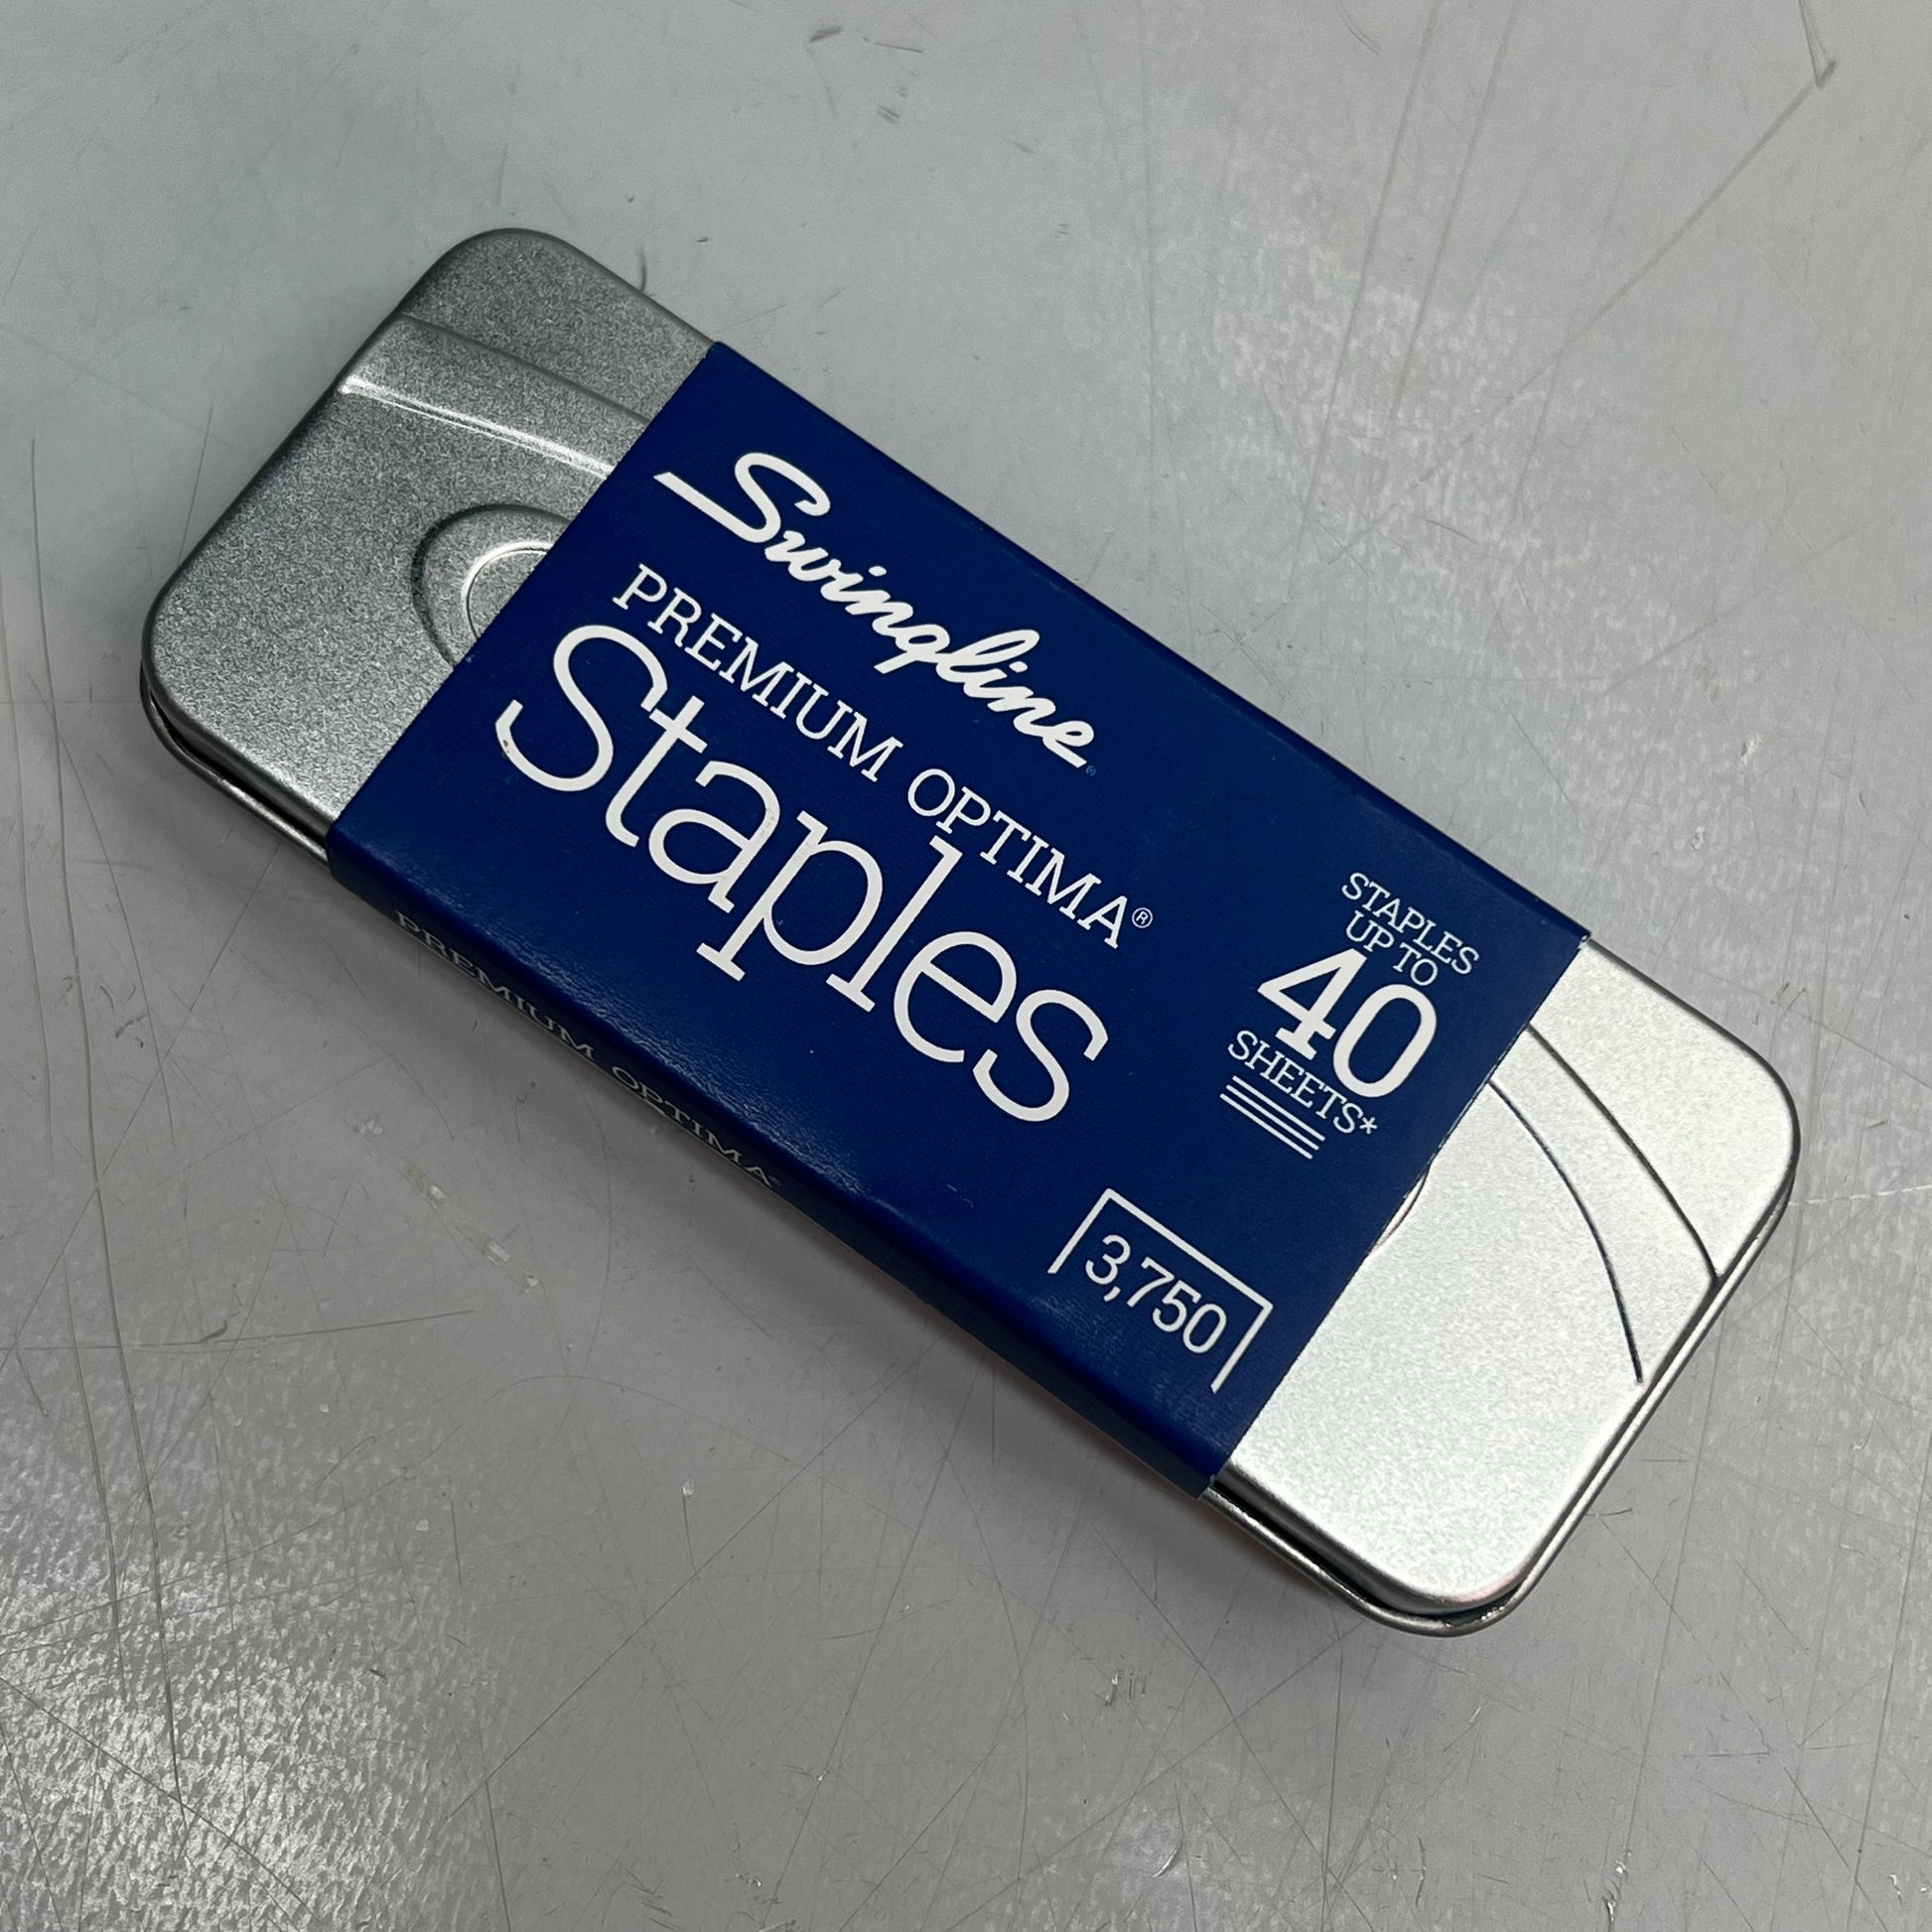 Swingline®
PREMIUM OPTIMA®
Staples
STAPLES
UP TO
40
SHEETS*
3,750
PREMIUM OPTIMA®